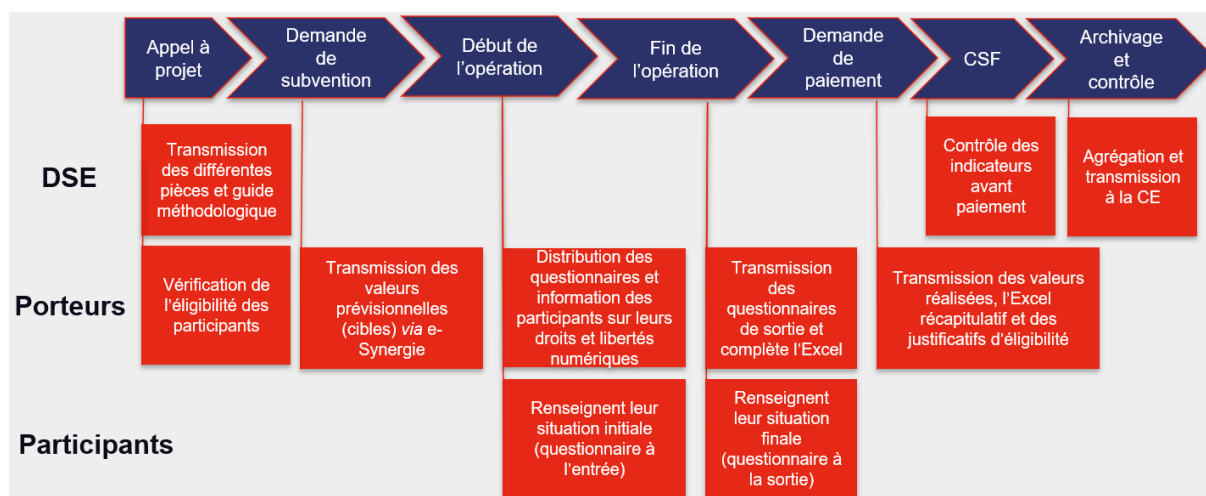 Appel à
projet
Demande
de
subvention
Début de
l'opération
Fin de
l'opération
Demande
de
paiement
CSF
Archivage
et
contrôle
DSE
Transmission
des différentes
pièces et guide
méthodologique
Contrôle des
indicateurs
avant
paiement
Agrégation et
transmission
à la CE
Porteurs
Vérification de
l'éligibilité des
participants
Transmission des
valeurs
prévisionnelles
(cibles) via e-
Synergie
Distribution des
questionnaires et
information des
participants sur leurs
droits et libertés
numériques
Transmission
des
questionnaires
de sortie et
complète l'Excel
Transmission des valeurs
réalisées, l'Excel
récapitulatif et des
justificatifs d'éligibilité
Participants
Renseignent leur
situation initiale
(questionnaire à
l'entrée)
Renseignent
leur situation
finale
(questionnaire à
la sortie)